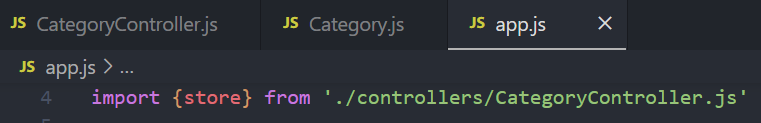 JS CategoryController.js JS Category.js JS app.js ×
JS app.js > ...
4 import {store} from './controllers/CategoryController.js'